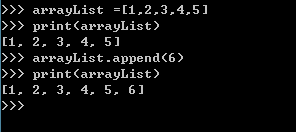 >>> arrayList =[1,2,3,4,5]
>>> print(arrayList)
[1, 2, 3, 4, 5]
>>> arrayList.append(6)
>>> print(arrayList)
[1, 2, 3, 4, 5, 6]
>>>